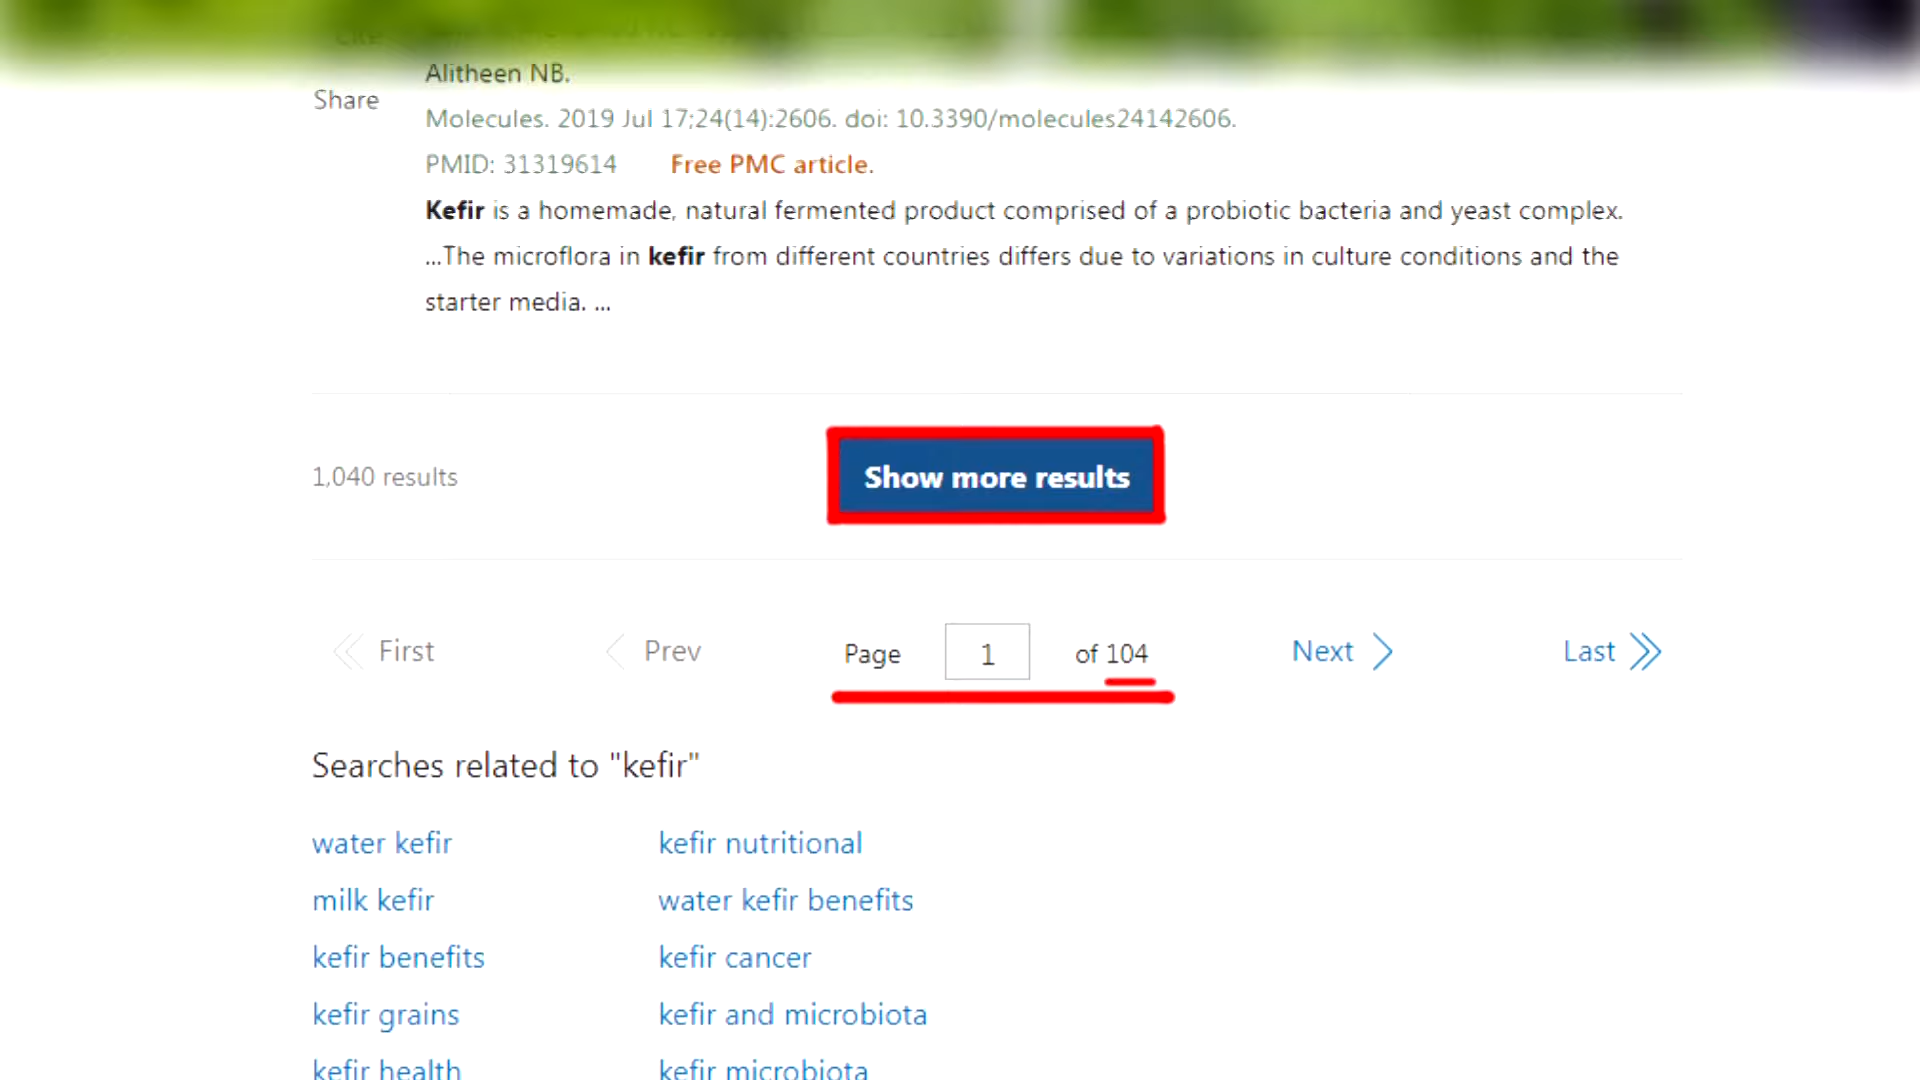 Alitheen NB.
Share
Molecules. 2019 Jul 17;24(14):2606. doi: 10.3390/molecules24142606.
PMID: 31319614 Free PMC article.
Kefir is a homemade, natural fermented product comprised of a probiotic bacteria and yeast complex.
...The microflora in kefir from different countries differs due to variations in culture conditions and the
starter media. ...
1,040 results
Show more results
First Prev Page 1 of 104 Next Last
Searches related to "kefir"
water kefir kefir nutritional
milk kefir water kefir benefits
kefir benefits kefir cancer
kefir grains kefir and microbiota
kefir health kefir microbiota